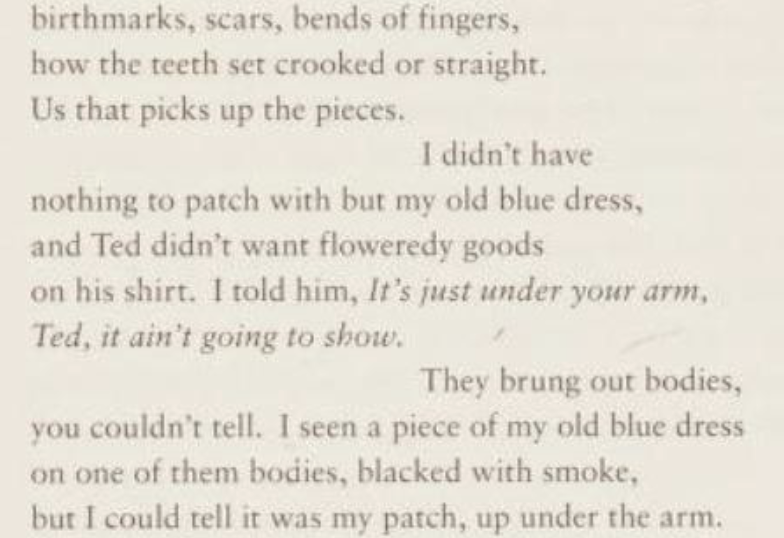 birthmarks, scars, bends of fingers,
how the teeth set crooked or straight.
Us that picks up the pieces.
I didn't have
nothing to patch with but my old blue dress,
and Ted didn't want floweredy goods
on his shirt. I told him, It's just under your arm,
Ted, it ain't going to show.
They brung out bodies,
you couldn't tell. I seen a piece of my old blue dress
on one of them bodies, blacked with smoke,
but I could tell it was my patch, up under the arm.